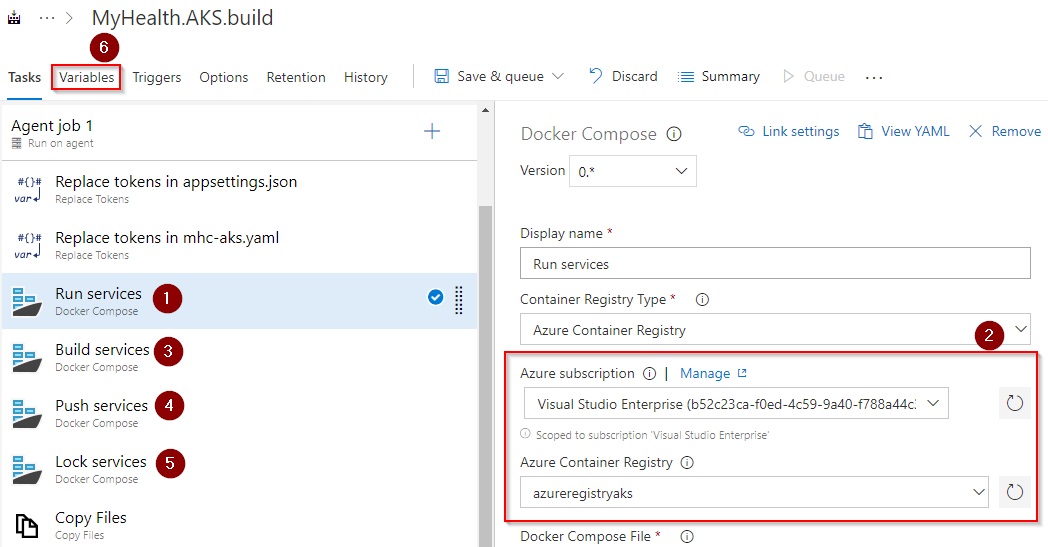 ··· > MyHealth.AKS.build
6
Tasks Variables Triggers Options Retention History Save & queue Discard Summary Queue ···
Agent job 1 +
Run on agent
#{}# var Replace tokens in appsettings.json
Replace Tokens
#{}# var Replace tokens in mhc-aks.yaml
Replace Tokens
Run services 1
Docker Compose
Build services 3
Docker Compose
Push services 4
Docker Compose
Lock services 5
Docker Compose
Copy Files
Copy Files
Docker Compose Link settings View YAML Remove
Version 0.*
Display name *
Run services
Container Registry Type *
Azure Container Registry
2
Azure subscription | Manage
Visual Studio Enterprise (b52c23ca-f0ed-4c59-9a40-f788a44c
Scoped to subscription 'Visual Studio Enterprise'
Azure Container Registry
azureregistryaks
Docker Compose File *